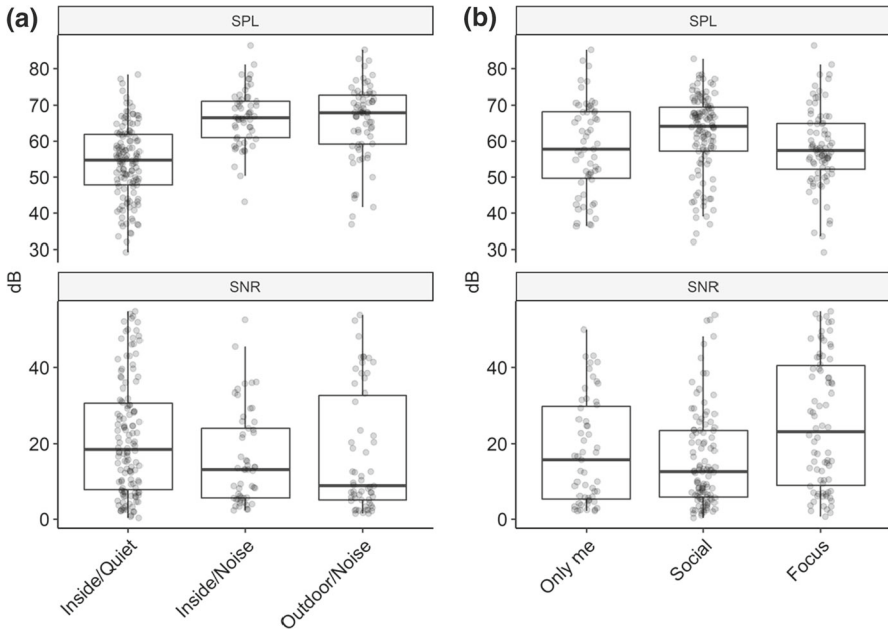 (a)
SPL
80
70
60
50
40
30
dB
SNR
40
20
0
Inside/Quiet
Inside/Noise
Outdoor/Noise
(b)
SPL
80
70
60
50
40
30
dB
SNR
40
20
0
Only me
Social
Focus